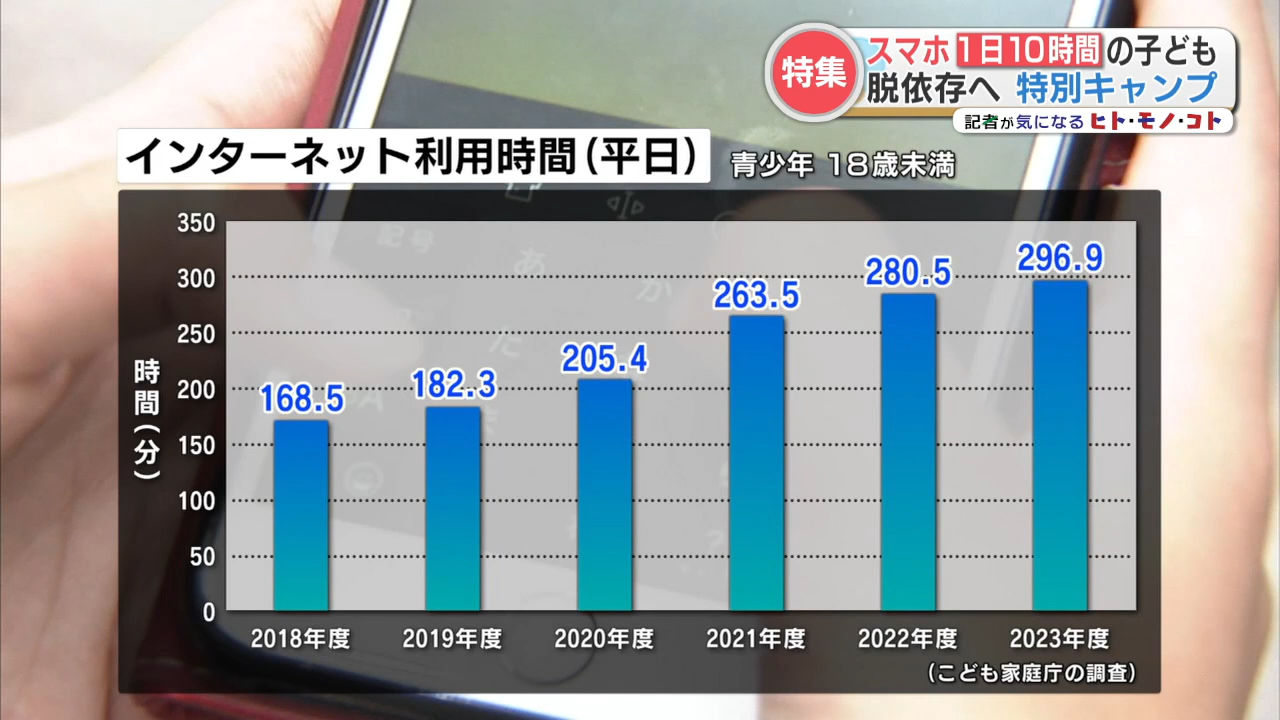 特集
スマホ1日10時間の子ども
脱依存へ 特別キャンプ
記者が気になるヒト・モノ・コト
インターネット利用時間(平日)
青少年 18歳未満
時間(分)
350
300
250
200
150
100
50
0
168.5
182.3
205.4
263.5
280.5
296.9
2018年度
2019年度
2020年度
2021年度
2022年度
2023年度
(こども家庭庁の調査)